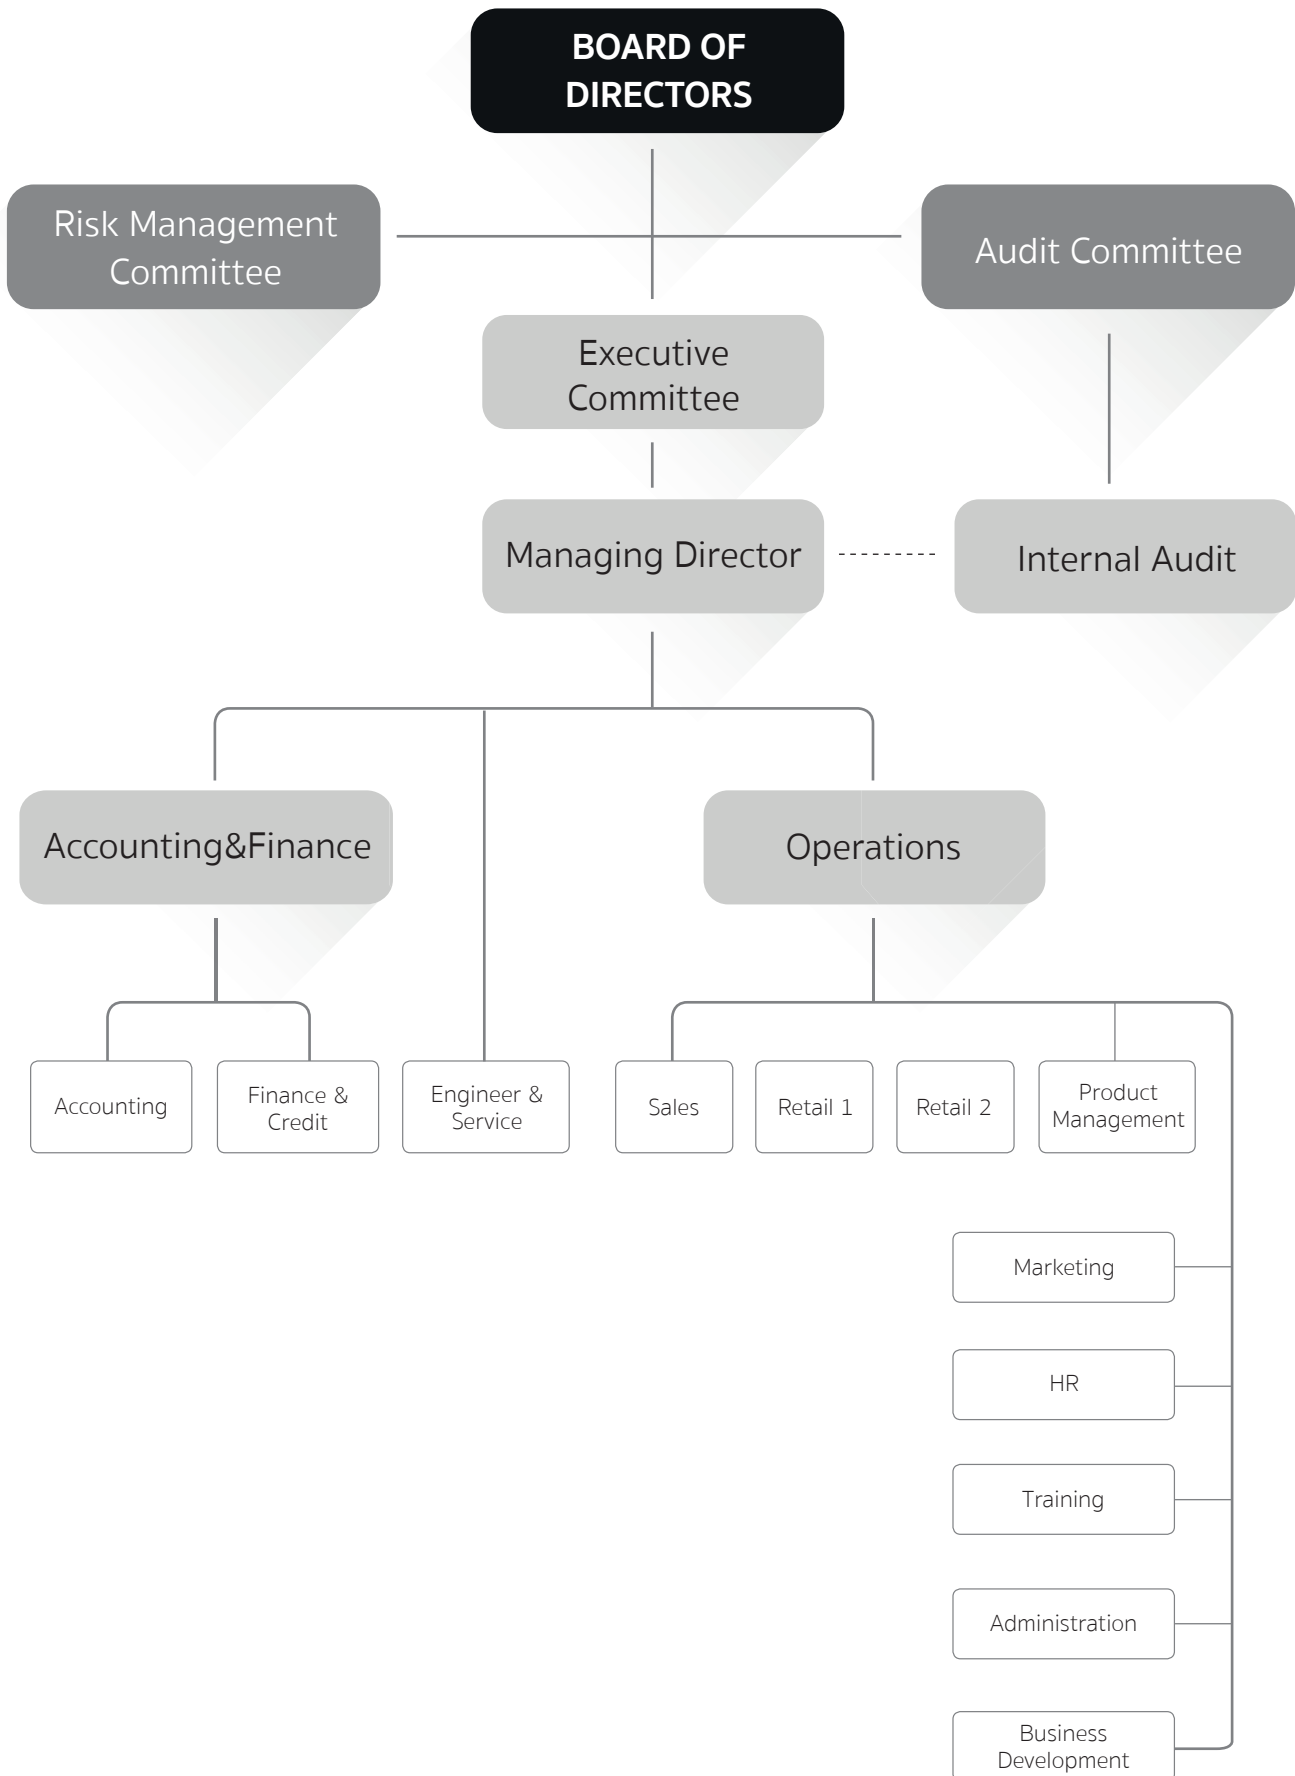 BOARD OF
DIRECTORS
Risk Management
Committee
Audit Committee
Executive
Committee
Managing Director
Internal Audit
Accounting&Finance
Operations
Accounting
Finance &
Credit
Engineer &
Service
Sales
Retail 1
Retail 2
Product
Management
Marketing
HR
Training
Administration
Business
Development